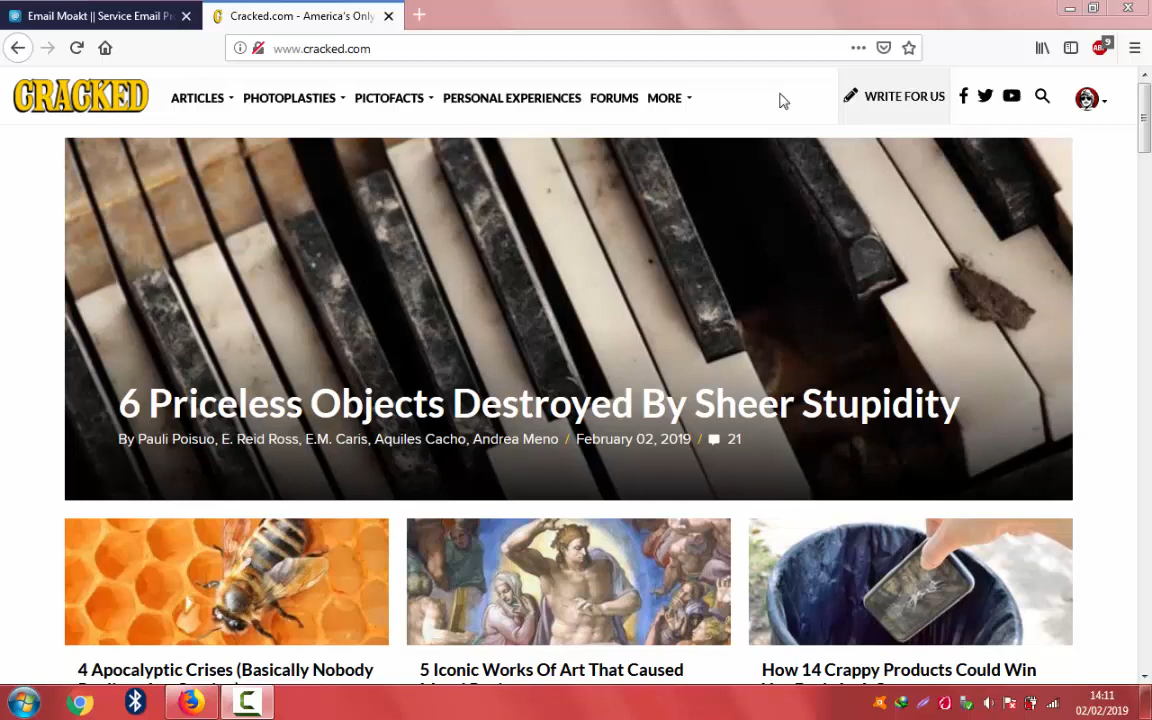 Email Moakt || Service Email Pr
Cracked.com - America's Only
www.cracked.com
9
CRACKED
ARTICLES
PHOTOPLASTIES
PICTOFACTS
PERSONAL EXPERIENCES
FORUMS
MORE
WRITE FOR US
6 Priceless Objects Destroyed By Sheer Stupidity
By Pauli Poisuo, E. Reid Ross, E.M. Caris, Aquiles Cacho, Andrea Meno / February 02, 2019 / 21
4 Apocalyptic Crises (Basically Nobody
5 Iconic Works Of Art That Caused
How 14 Crappy Products Could Win
14:11
02/02/2019